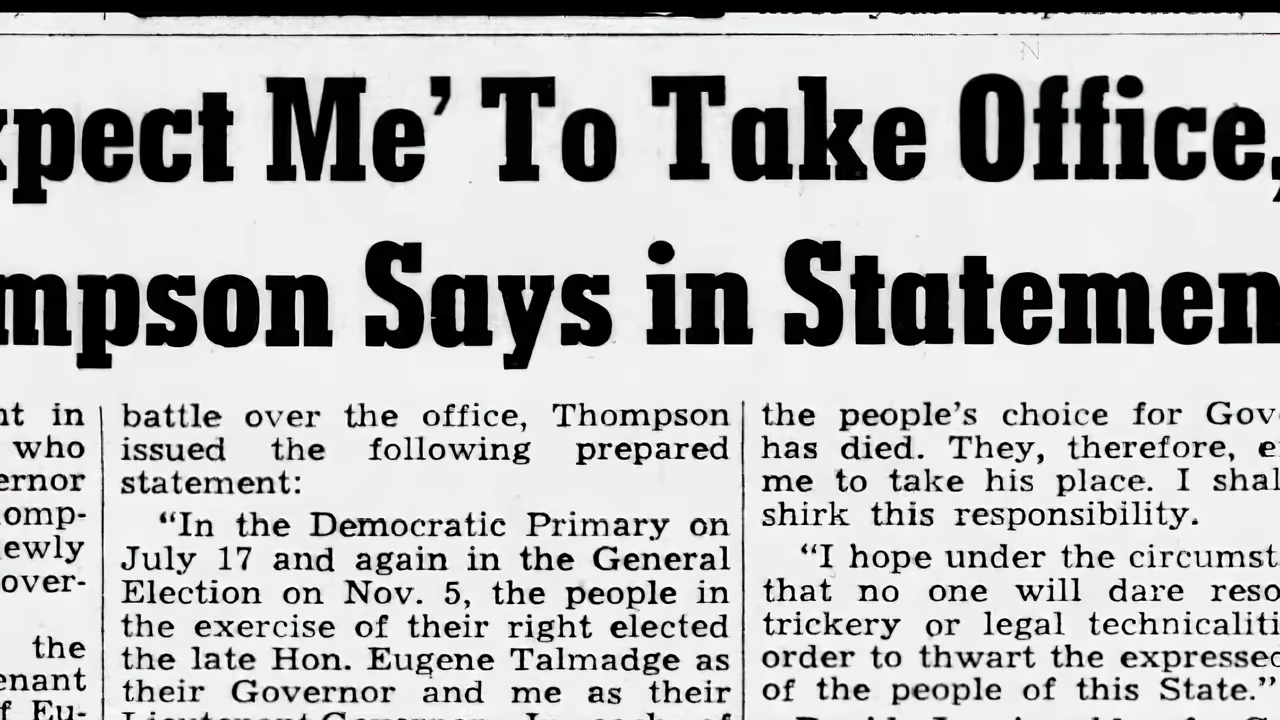 xpect Me' To Take Office,
mpson Says in Statemen
nt in
who
ernor
omp-
ewly
over-
the
enant
f Eu-
battle over the office, Thompson
issued the following prepared
statement:
“In the Democratic Primary on
July 17 and again in the General
Election on Nov. 5, the people in
the exercise of their right elected
the late Hon. Eugene Talmadge as
their Governor and me as their
the people's choice for Gov
has died. They, therefore, e
me to take his place. I shal
shirk this responsibility.
“I hope under the circumst
that no one will dare reso
trickery or legal technicaliti
order to thwart the expressed
of the people of this State.”